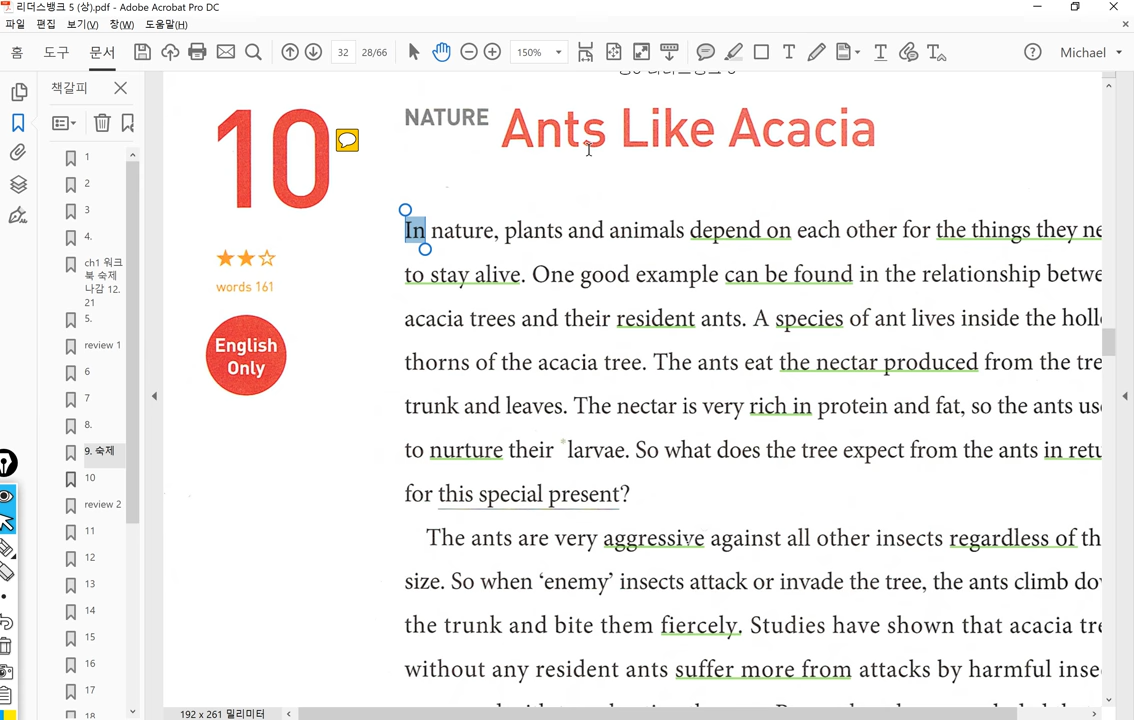 리더스뱅크 5 (상).pdf - Adobe Acrobat Pro DC
파일 편집 보기(V) 창(W) 도움말(H)
홈 도구 문서 32 28/66 150% Michael
책갈피
1
2
3
4.
ch1 워크
북 숙제
나감 12.
21
5.
review 1
6
7
8.
9. 숙제
10
review 2
11
12
13
14
15
16
17
18
10
NATURE Ants Like Acacia
words 161
English
Only
In nature, plants and animals depend on each other for the things they ne
to stay alive. One good example can be found in the relationship betwe
acacia trees and their resident ants. A species of ant lives inside the holl
thorns of the acacia tree. The ants eat the nectar produced from the tre
trunk and leaves. The nectar is very rich in protein and fat, so the ants us
to nurture their *larvae. So what does the tree expect from the ants in retu
for this special present?
The ants are very aggressive against all other insects regardless of th
size. So when ‘enemy’ insects attack or invade the tree, the ants climb do
the trunk and bite them fiercely. Studies have shown that acacia tre
without any resident ants suffer more from attacks by harmful inse
192 x 261 밀리미터